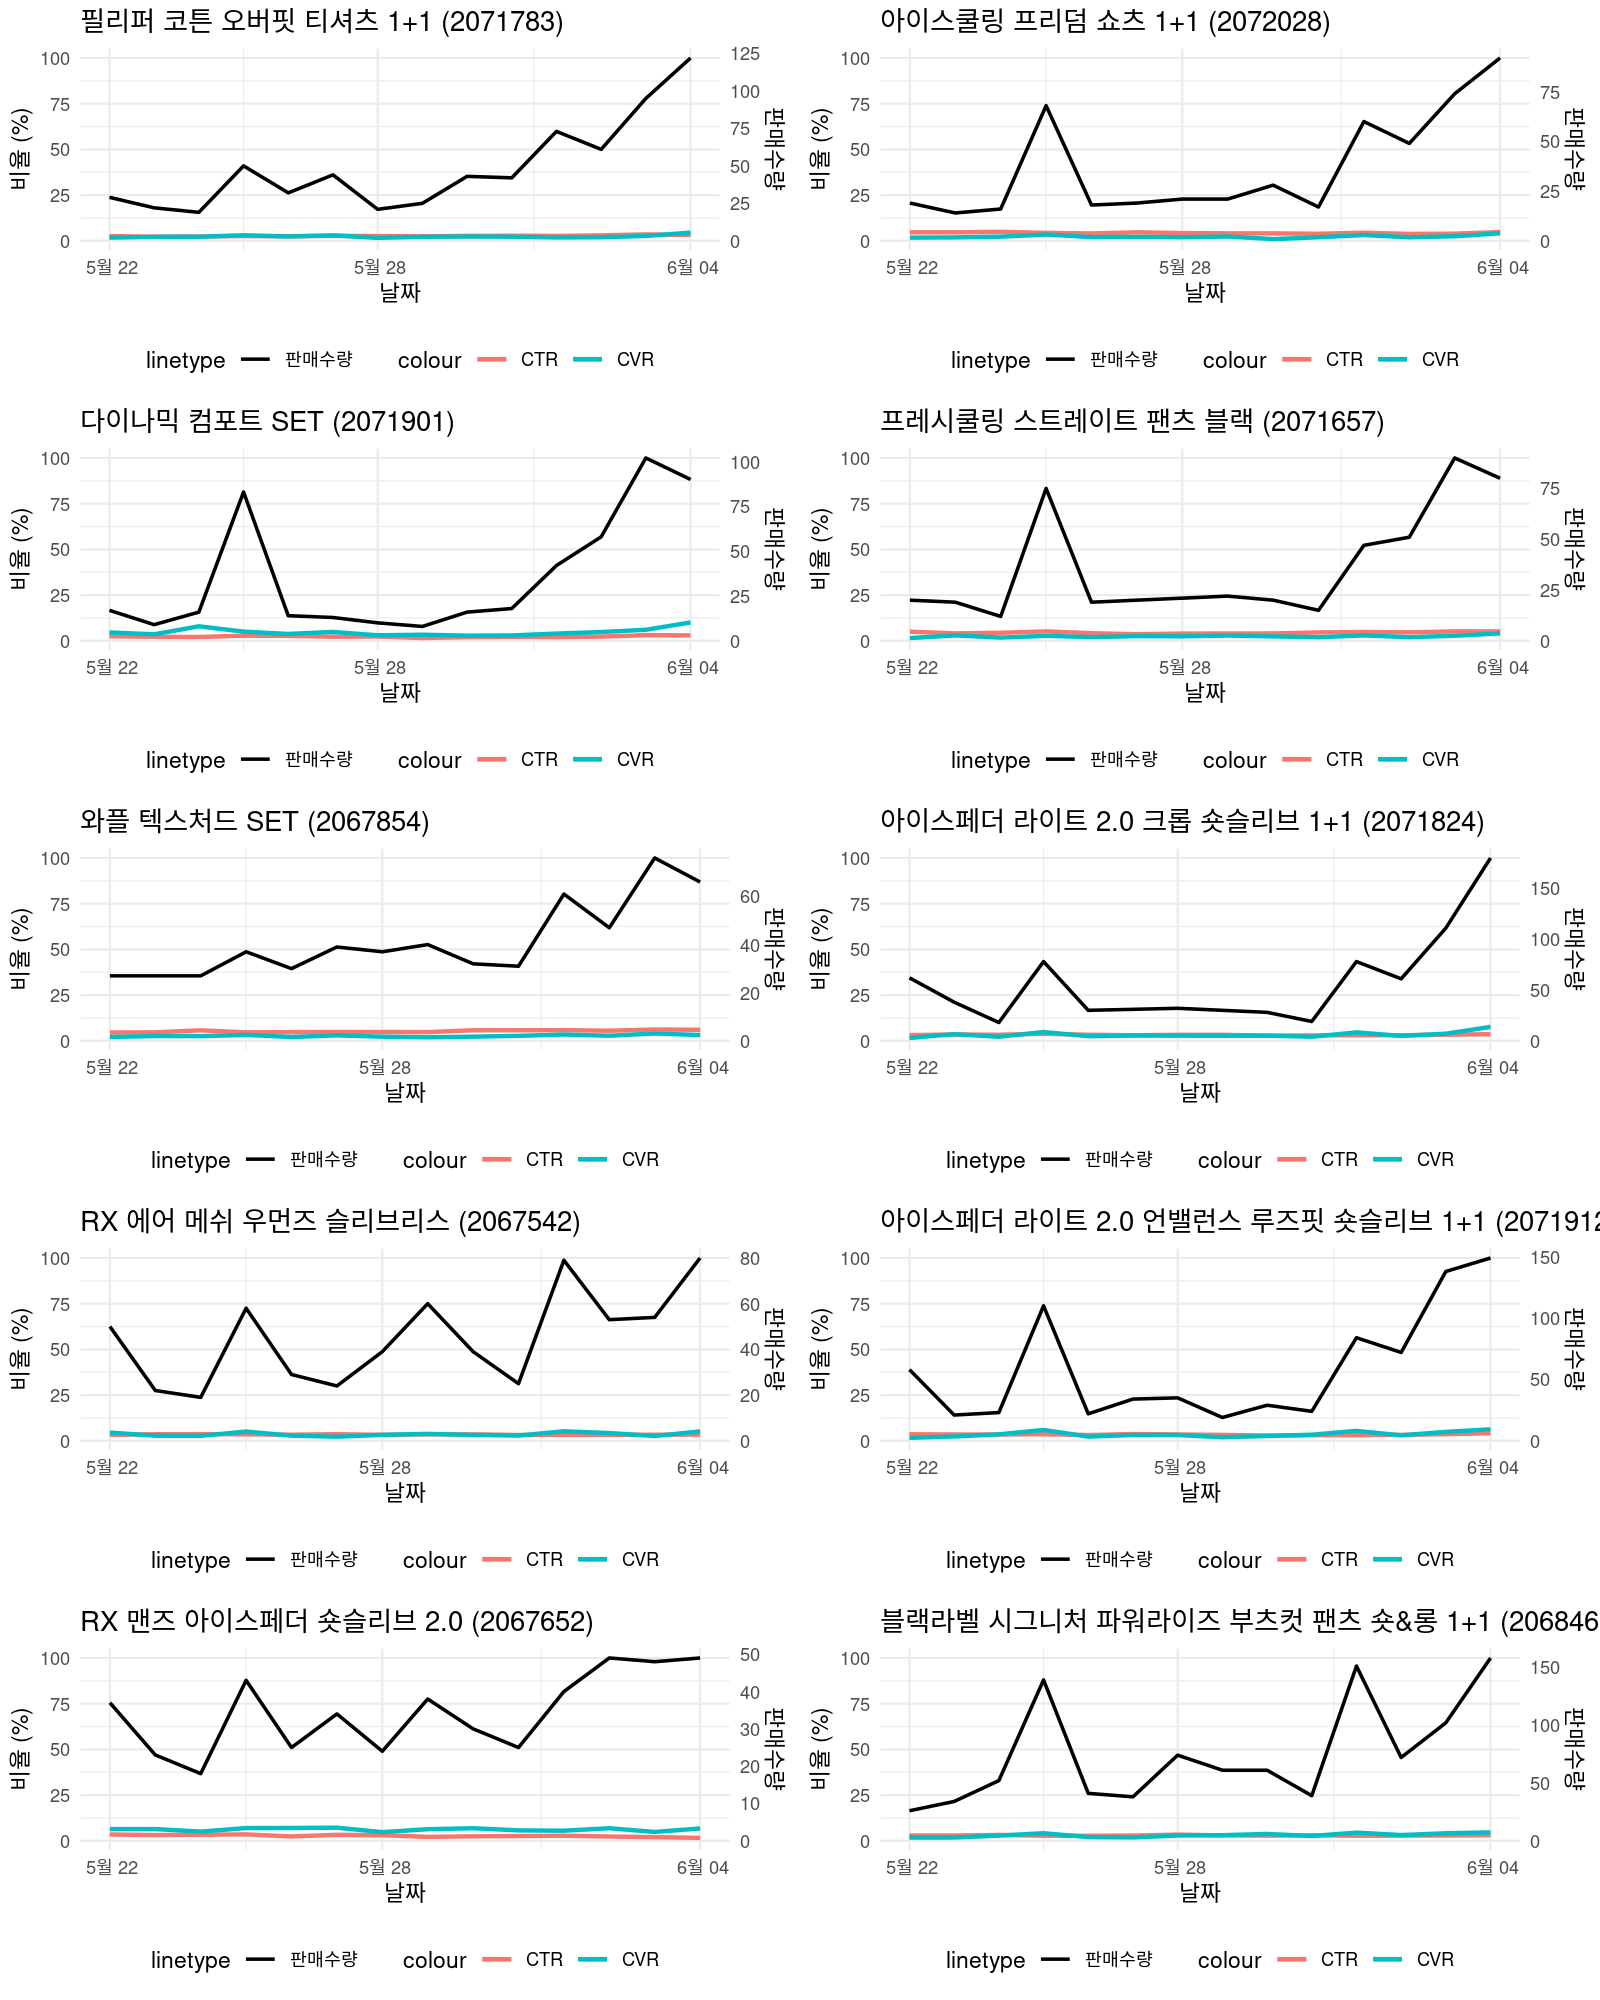 필리퍼 코튼 오버핏 티셔츠 1+1 (2071783)
비율 (%)
100
75
50
25
0
125
100
75
50
25
0
판매수량
5월 22
5월 28
6월 04
날짜
linetype 판매수량 colour CTR CVR
아이스쿨링 프리덤 쇼츠 1+1 (2072028)
비율 (%)
100
75
50
25
0
75
50
25
0
판매수량
5월 22
5월 28
6월 04
날짜
linetype 판매수량 colour CTR CVR
다이나믹 컴포트 SET (2071901)
비율 (%)
100
75
50
25
0
100
75
50
25
0
판매수량
5월 22
5월 28
6월 04
날짜
linetype 판매수량 colour CTR CVR
프레시쿨링 스트레이트 팬츠 블랙 (2071657)
비율 (%)
100
75
50
25
0
75
50
25
0
판매수량
5월 22
5월 28
6월 04
날짜
linetype 판매수량 colour CTR CVR
와플 텍스처드 SET (2067854)
비율 (%)
100
75
50
25
0
60
40
20
0
판매수량
5월 22
5월 28
6월 04
날짜
linetype 판매수량 colour CTR CVR
아이스페더 라이트 2.0 크롭 숏슬리브 1+1 (2071824)
비율 (%)
100
75
50
25
0
150
100
50
0
판매수량
5월 22
5월 28
6월 04
날짜
linetype 판매수량 colour CTR CVR
RX 에어 메쉬 우먼즈 슬리브리스 (2067542)
비율 (%)
100
75
50
25
0
80
60
40
20
0
판매수량
5월 22
5월 28
6월 04
날짜
linetype 판매수량 colour CTR CVR
아이스페더 라이트 2.0 언밸런스 루즈핏 숏슬리브 1+1 (2071912
비율 (%)
100
75
50
25
0
150
100
50
0
판매수량
5월 22
5월 28
6월 04
날짜
linetype 판매수량 colour CTR CVR
RX 맨즈 아이스페더 숏슬리브 2.0 (2067652)
비율 (%)
100
75
50
25
0
50
40
30
20
10
0
판매수량
5월 22
5월 28
6월 04
날짜
linetype 판매수량 colour CTR CVR
블랙라벨 시그니처 파워라이즈 부츠컷 팬츠 숏&롱 1+1 (206846
비율 (%)
100
75
50
25
0
150
100
50
0
판매수량
5월 22
5월 28
6월 04
날짜
linetype 판매수량 colour CTR CVR